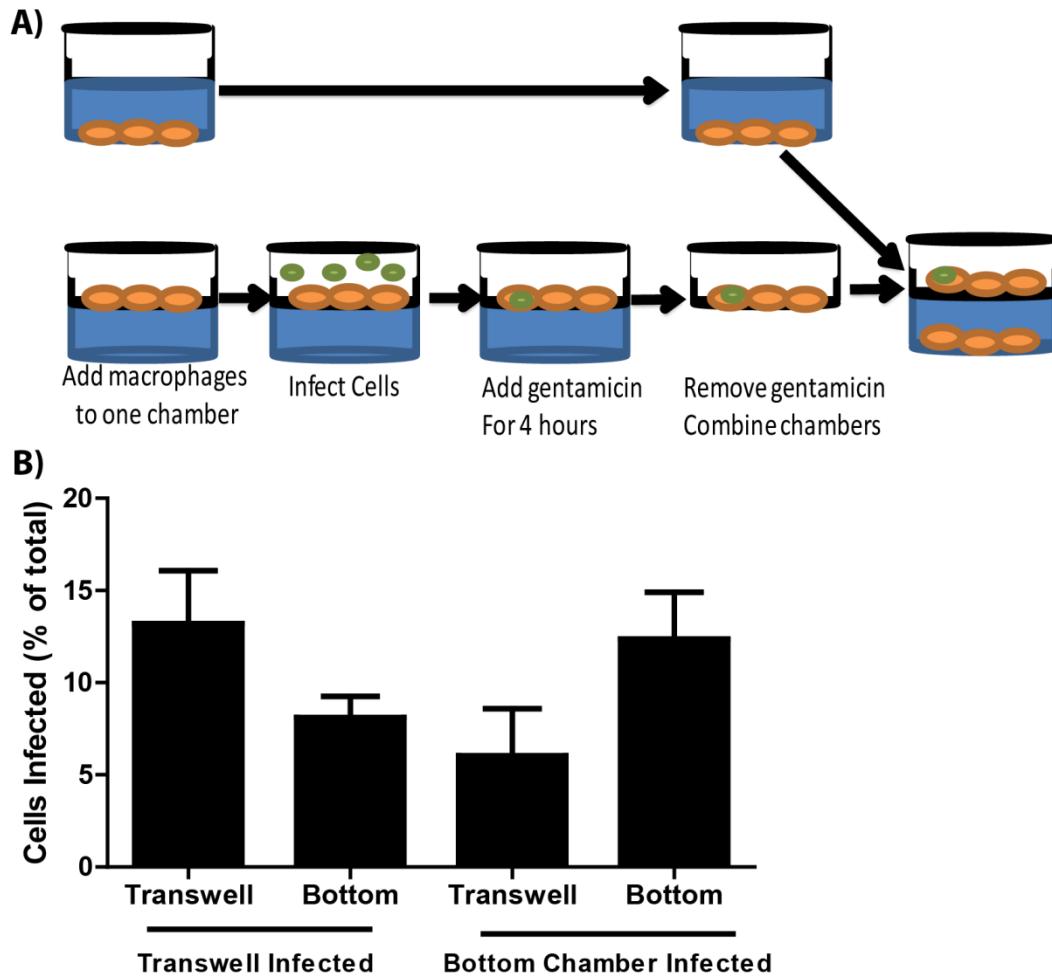 A)
Add macrophages
to one chamber
Infect Cells
Add gentamicin
For 4 hours
Remove gentamicin
Combine chambers
B)
Cells Infected (% of total)
20
15
10
5
0
Transwell
Bottom
Transwell
Bottom
Transwell Infected
Bottom Chamber Infected